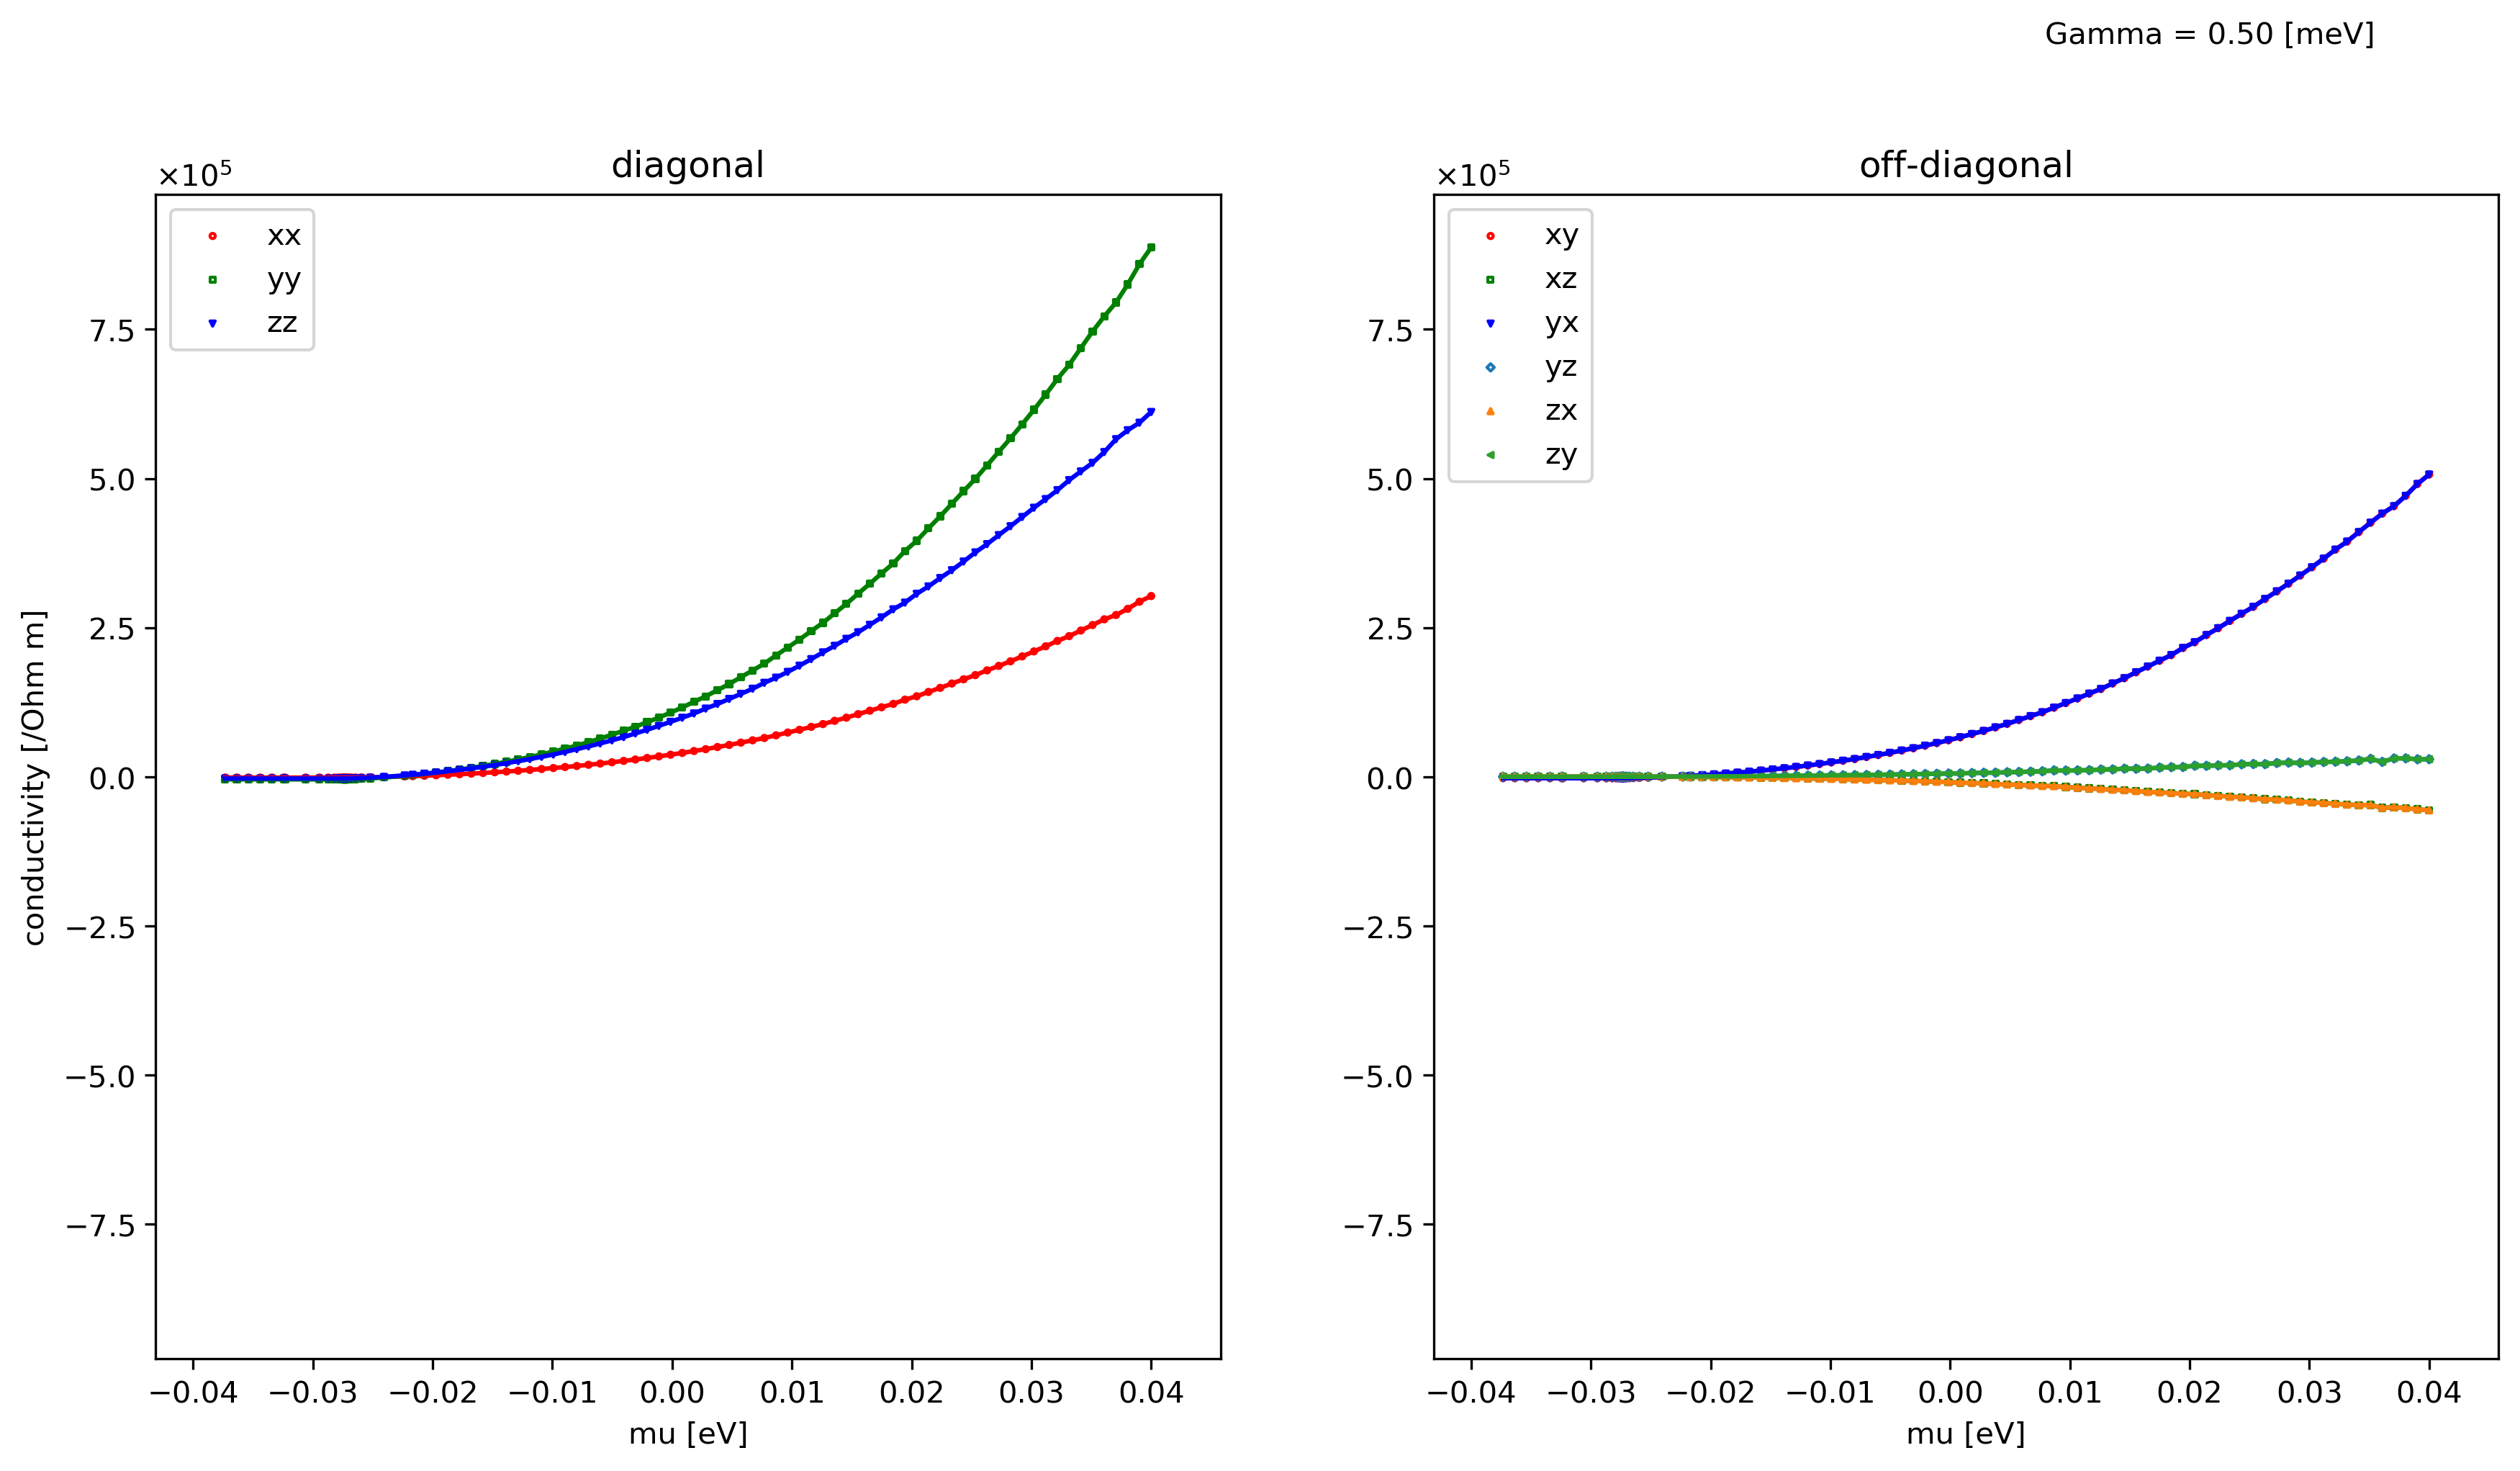 Gamma = 0.50 [meV]
diagonal
×10⁵
xx
yy
zz
7.5
5.0
2.5
0.0
−2.5
−5.0
−7.5
conductivity [/Ohm m]
−0.04 −0.03 −0.02 −0.01 0.00 0.01 0.02 0.03 0.04
mu [eV]
off-diagonal
×10⁵
xy
xz
yx
yz
zx
zy
7.5
5.0
2.5
0.0
−2.5
−5.0
−7.5
−0.04 −0.03 −0.02 −0.01 0.00 0.01 0.02 0.03 0.04
mu [eV]